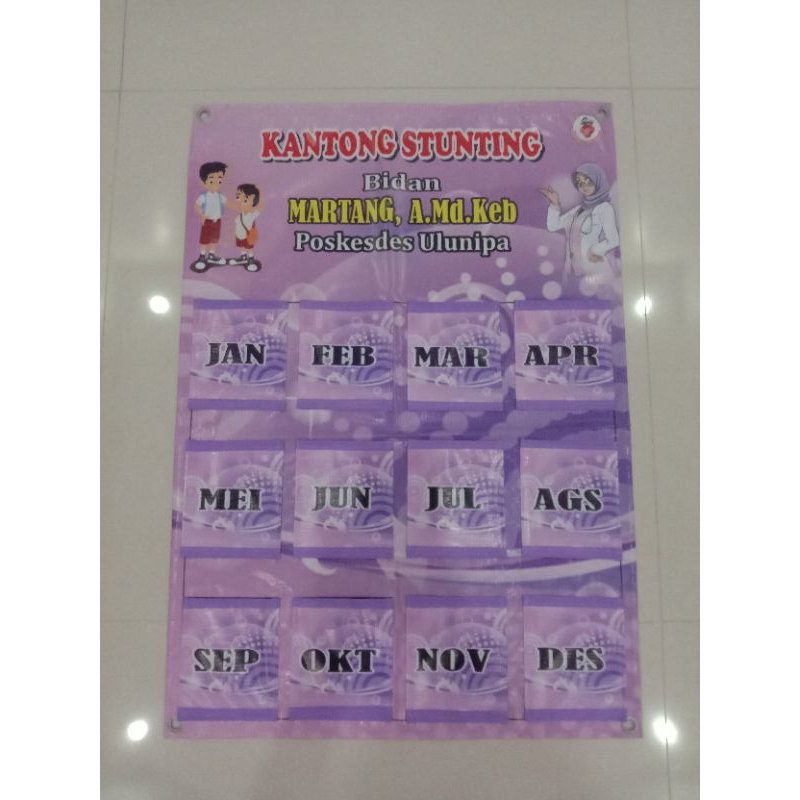 KANTONG STUNTING
Bidan
MARTANG, A.Md.Keb
Poskesdes Ulunipa
JAN FEB MAR APR
MEI JUN JUL AGS
SEP OKT NOV DES